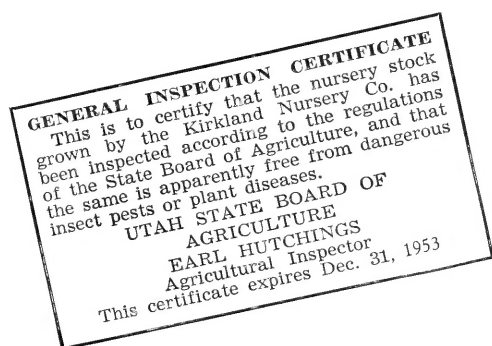 GENERAL INSPECTION CERTIFICATE
This is to certify that the nursery stock
grown by the Kirkland Nursery Co. has
been inspected according to the regulations
of the State Board of Agriculture, and that
the same is apparently free from dangerous
insect pests or plant diseases.
UTAH STATE BOARD OF
AGRICULTURE
EARL HUTCHINGS
Agricultural Inspector
This certificate expires Dec. 31, 1953